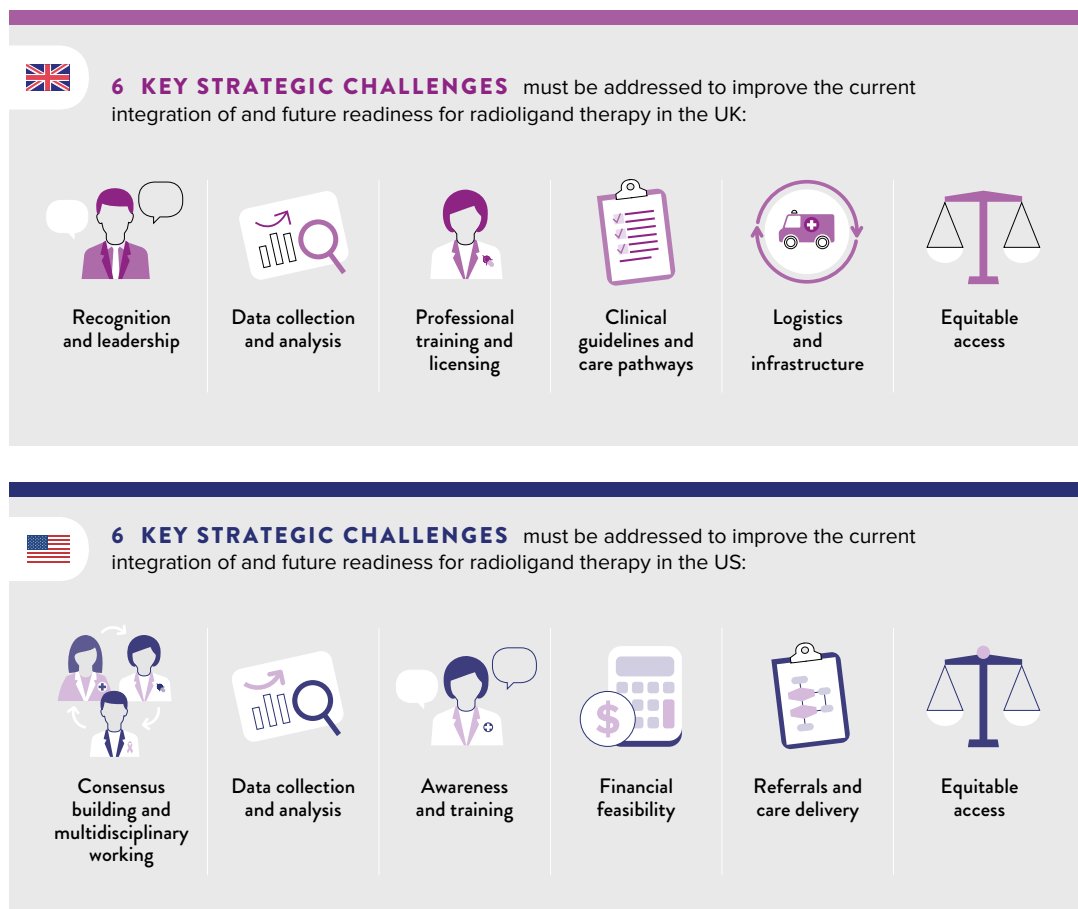 6 KEY STRATEGIC CHALLENGES must be addressed to improve the current
integration of and future readiness for radioligand therapy in the UK:
Recognition
and leadership
Data collection
and analysis
Professional
training and
licensing
Clinical
guidelines and
care pathways
Logistics
and
infrastructure
Equitable
access
6 KEY STRATEGIC CHALLENGES must be addressed to improve the current
integration of and future readiness for radioligand therapy in the US:
Consensus
building and
multidisciplinary
working
Data collection
and analysis
Awareness
and training
$
Financial
feasibility
Referrals and
care delivery
Equitable
access